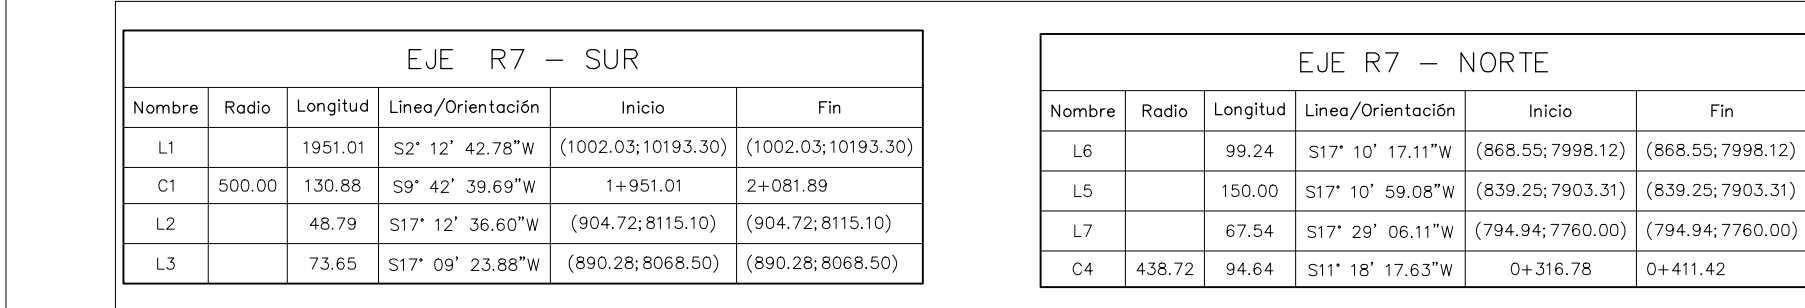 EJE R7 – SUR
Nombre Radio Longitud Linea/Orientación Inicio Fin
L1 1951.01 S2° 12' 42.78"W (1002.03;10193.30) (1002.03;10193.30)
C1 500.00 130.88 S9° 42' 39.69"W 1+951.01 2+081.89
L2 48.79 S17° 12' 36.60"W (904.72;8115.10) (904.72;8115.10)
L3 73.65 S17° 09' 23.88"W (890.28;8068.50) (890.28;8068.50)
EJE R7 – NORTE
Nombre Radio Longitud Linea/Orientación Inicio Fin
L6 99.24 S17° 10' 17.11"W (868.55;7998.12) (868.55;7998.12)
L5 150.00 S17° 10' 59.08"W (839.25;7903.31) (839.25;7903.31)
L7 67.54 S17° 29' 06.11"W (794.94;7760.00) (794.94;7760.00)
C4 438.72 94.64 S11° 18' 17.63"W 0+316.78 0+411.42